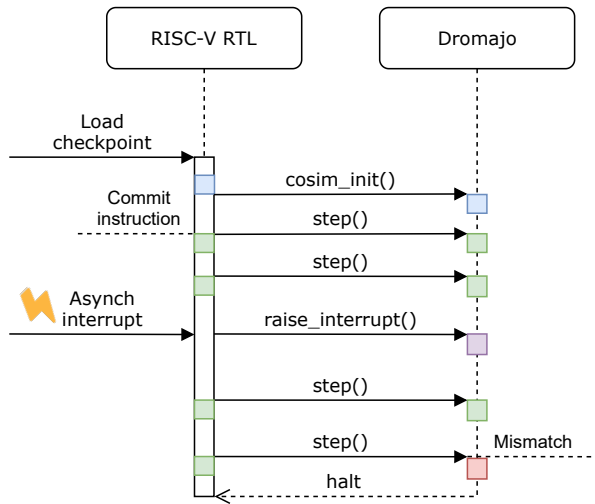 RISC-V RTL
Dromajo
Load
checkpoint
cosim_init()
Commit
instruction
step()
step()
Asynch
interrupt
raise_interrupt()
step()
step()
Mismatch
halt